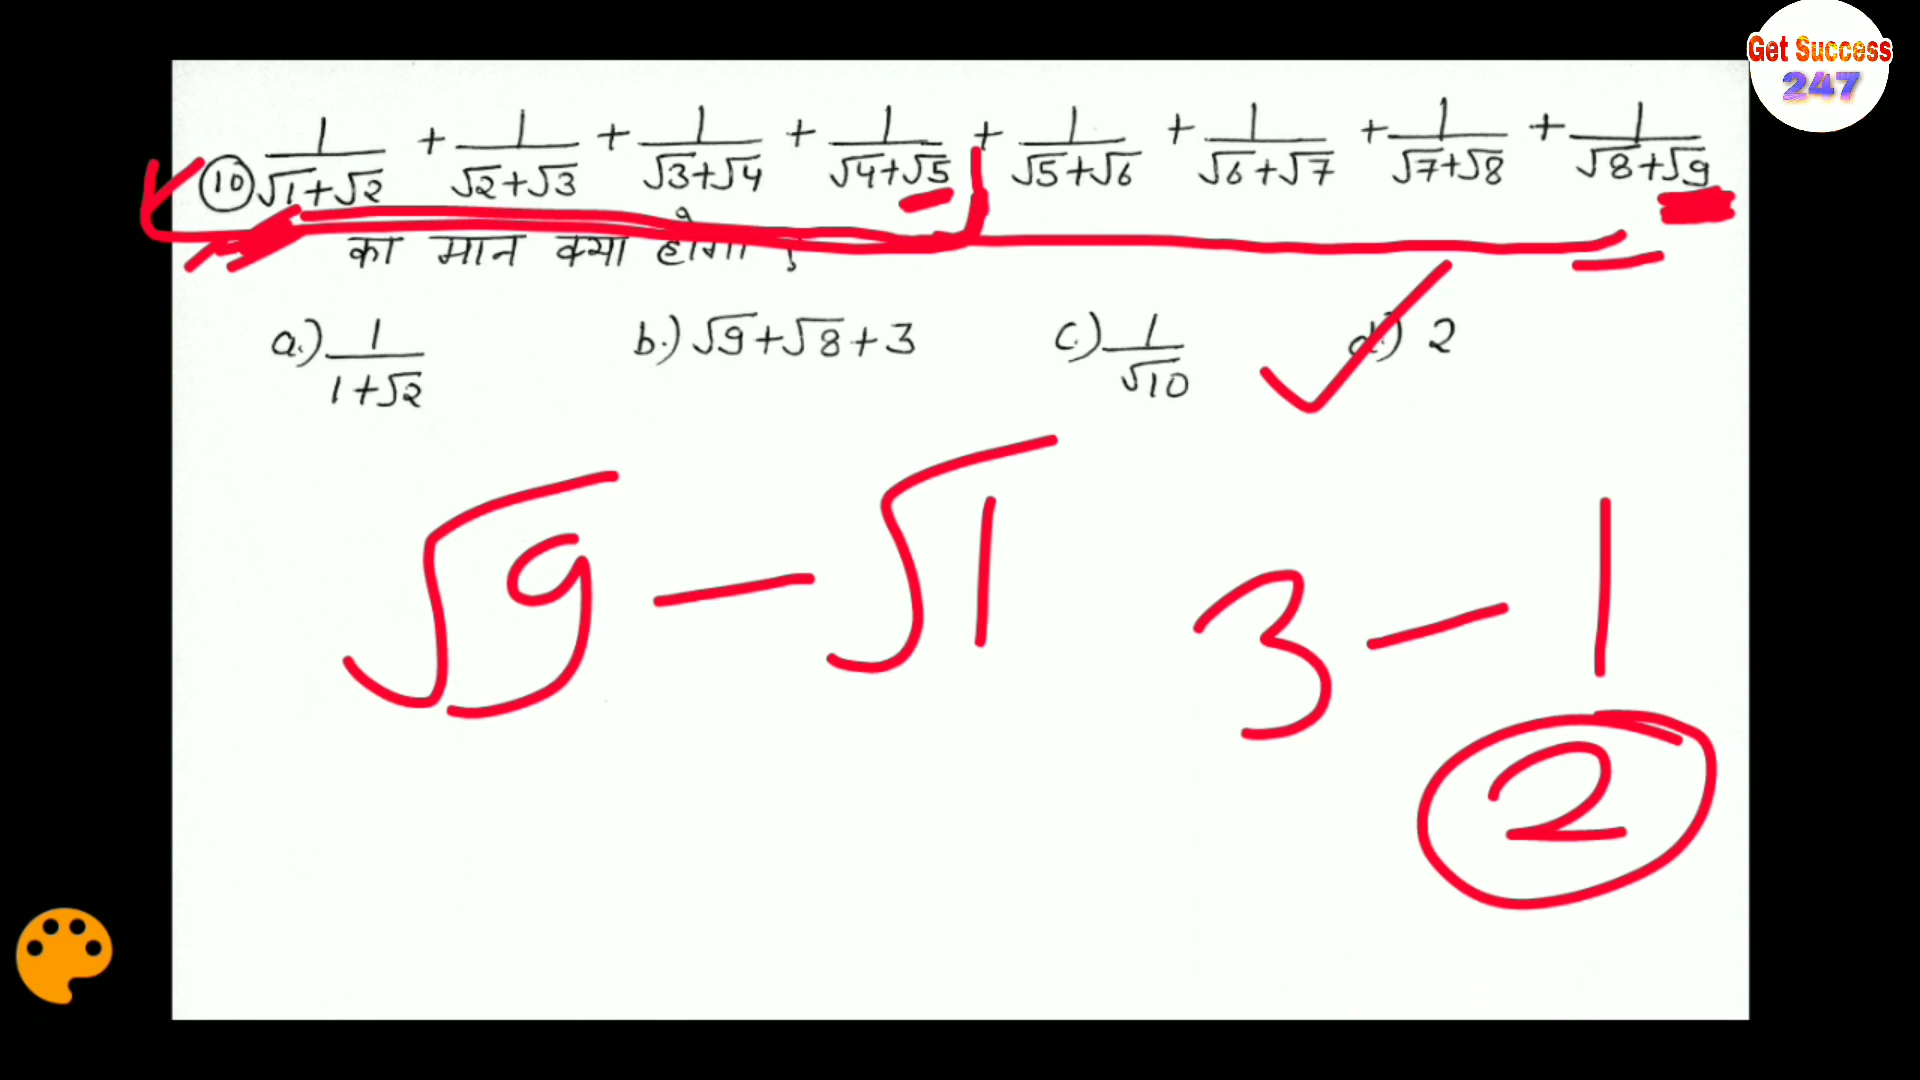 Get Success
247
⑩ 1/(√1+√2) + 1/(√2+√3) + 1/(√3+√4) + 1/(√4+√5) + 1/(√5+√6) + 1/(√6+√7) + 1/(√7+√8) + 1/(√8+√9)
का मान क्या होगा ?
a.) 1/(1+√2) b.) √9+√8+3 c.) 1/√10 d.) 2
√9 - √1 3 - 1
2